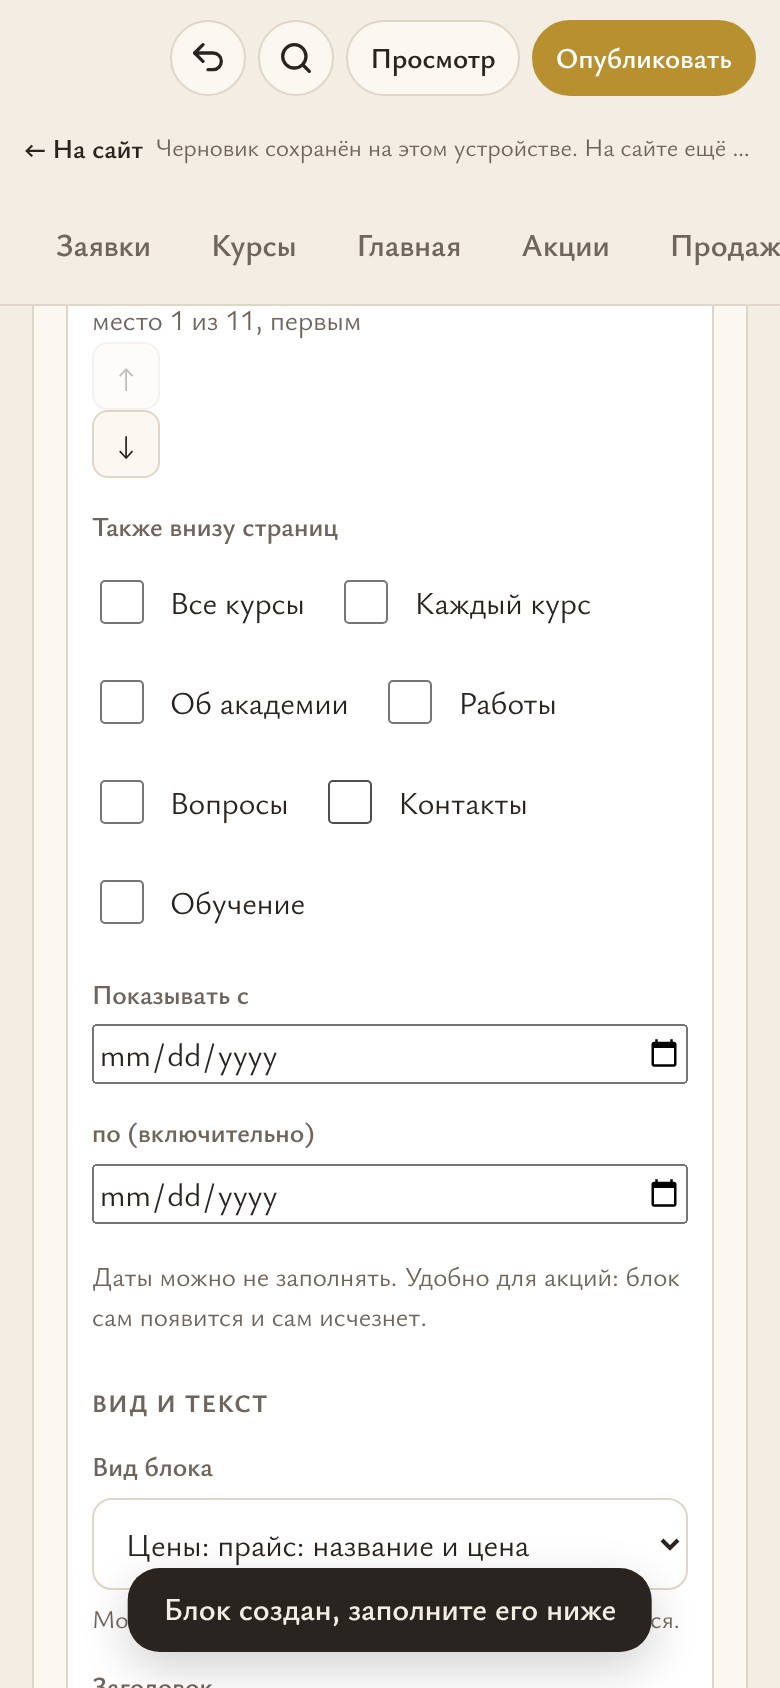 Просмотр
Опубликовать
← На сайт Черновик сохранён на этом устройстве. На сайте ещё ...
Заявки Курсы Главная Акции Продаж
место 1 из 11, первым
↑
↓
Также внизу страниц
Все курсы Каждый курс
Об академии Работы
Вопросы Контакты
Обучение
Показывать с
mm/dd/yyyy
по (включительно)
mm/dd/yyyy
Даты можно не заполнять. Удобно для акций: блок
сам появится и сам исчезнет.
ВИД И ТЕКСТ
Вид блока
Цены: прайс: название и цена
Блок создан, заполните его ниже
Заголовок